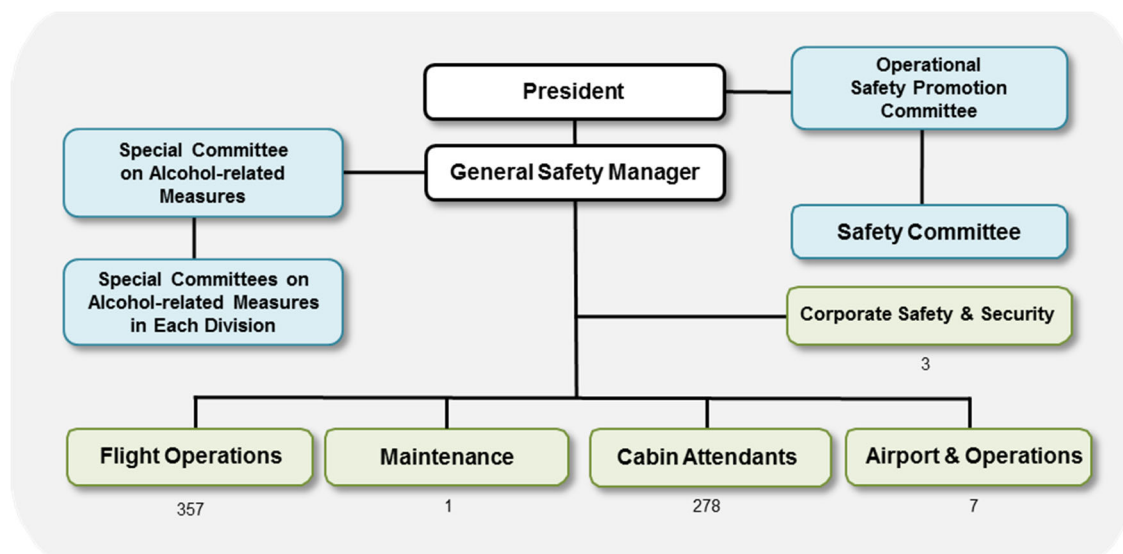 President
Operational
Safety Promotion
Committee
Special Committee
on Alcohol-related
Measures
General Safety Manager
Safety Committee
Special Committees on
Alcohol-related Measures
in Each Division
Corporate Safety & Security
3
Flight Operations
Maintenance
Cabin Attendants
Airport & Operations
357
1
278
7